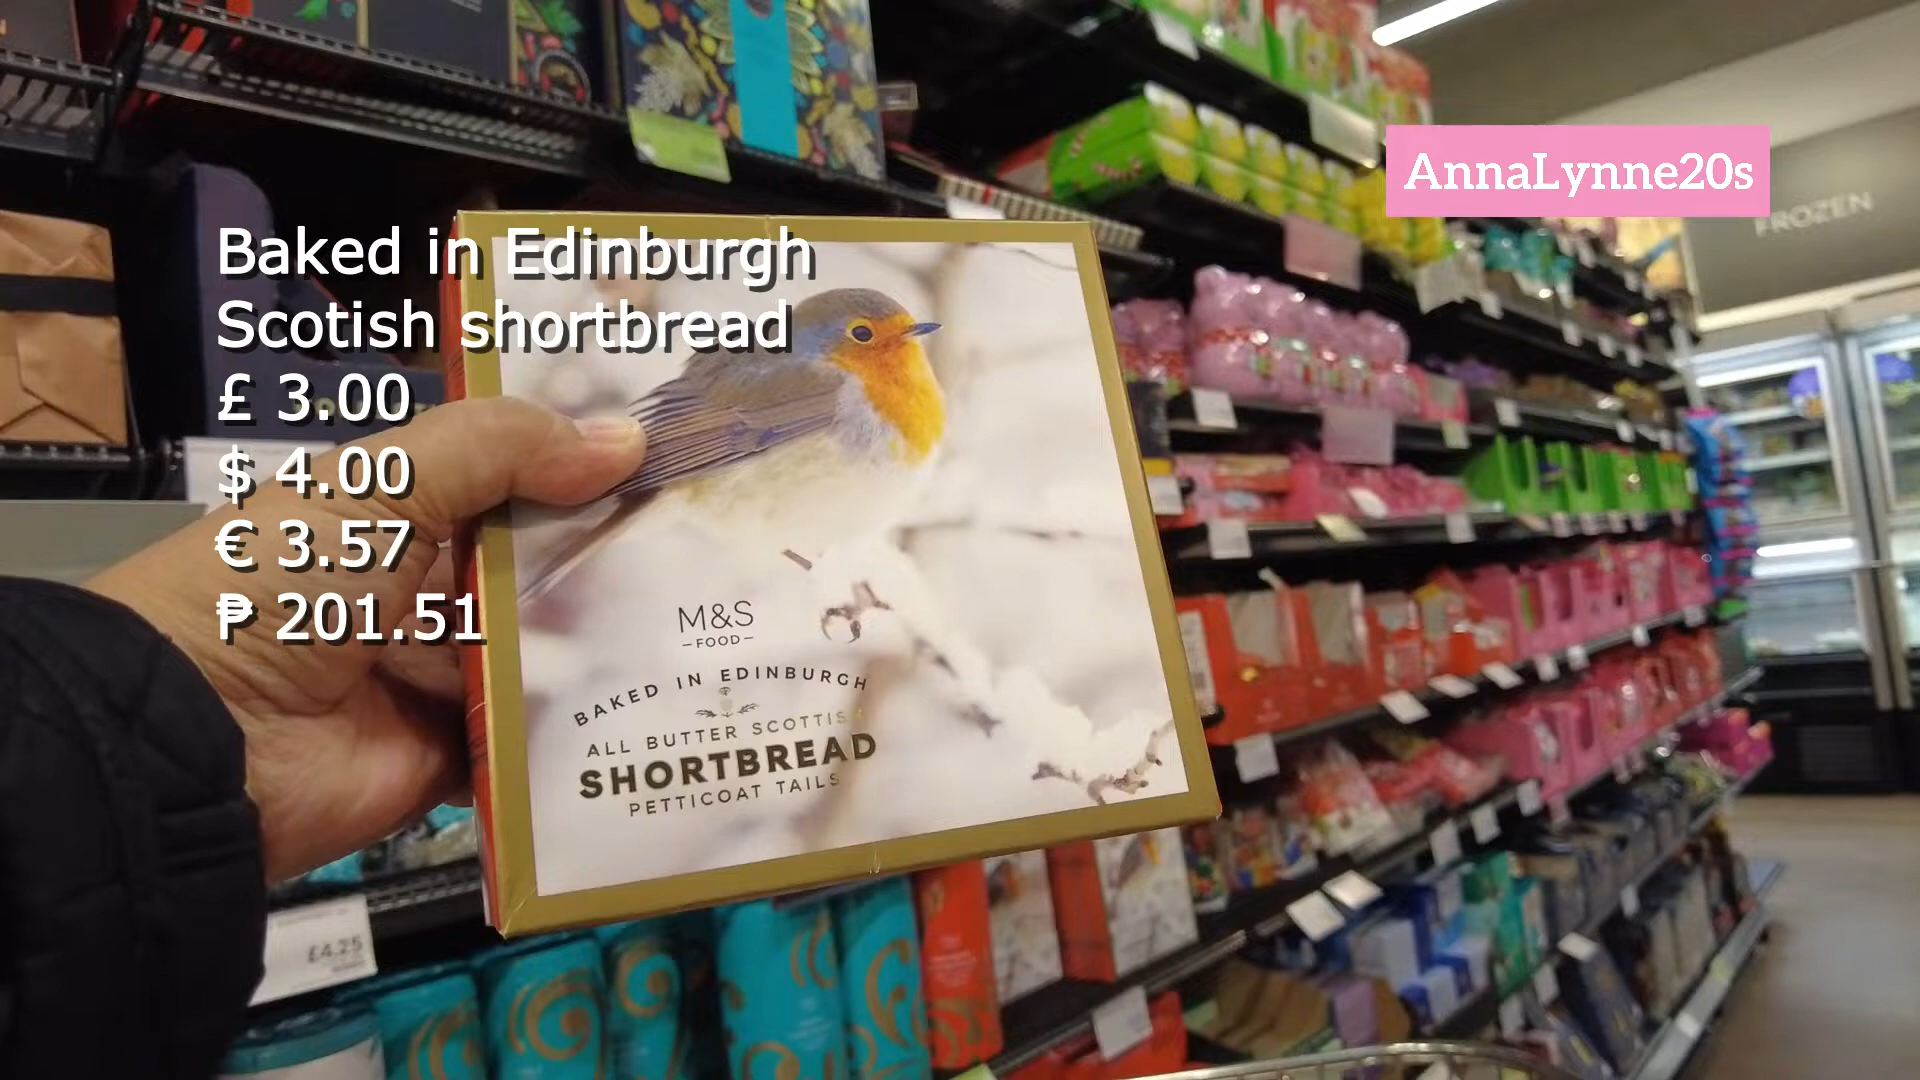 AnnaLynne20s
FROZEN
Baked in Edinburgh
Scotish shortbread
£ 3.00
$ 4.00
€ 3.57
₱ 201.51
M&S
FOOD
BAKED IN EDINBURGH
ALL BUTTER SCOTTISH
SHORTBREAD
PETTICOAT TAILS
£4.25